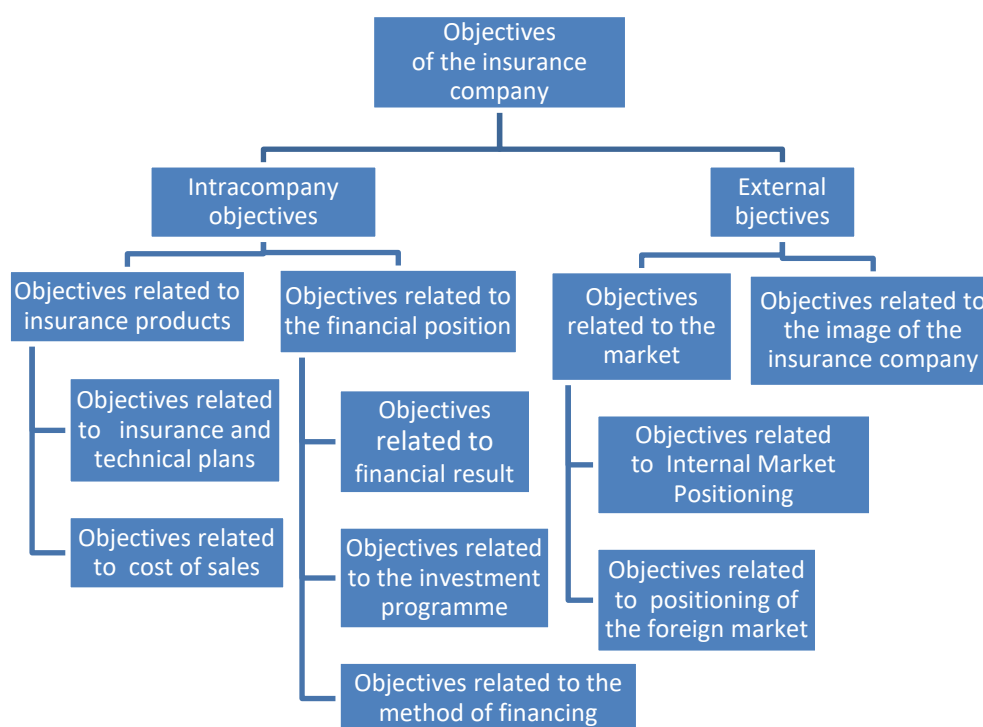 Objectives
of the insurance
company
Intracompany
objectives
External
bjectives
Objectives related to
insurance products
Objectives related to
the financial position
Objectives
related to the
market
Objectives related to
the image of the
insurance company
Objectives related
to insurance and
technical plans
Objectives related
to cost of sales
Objectives
related to
financial result
Objectives related
to the investment
programme
Objectives related to the
method of financing
Objectives related
to Internal Market
Positioning
Objectives related
to positioning of
the foreign market